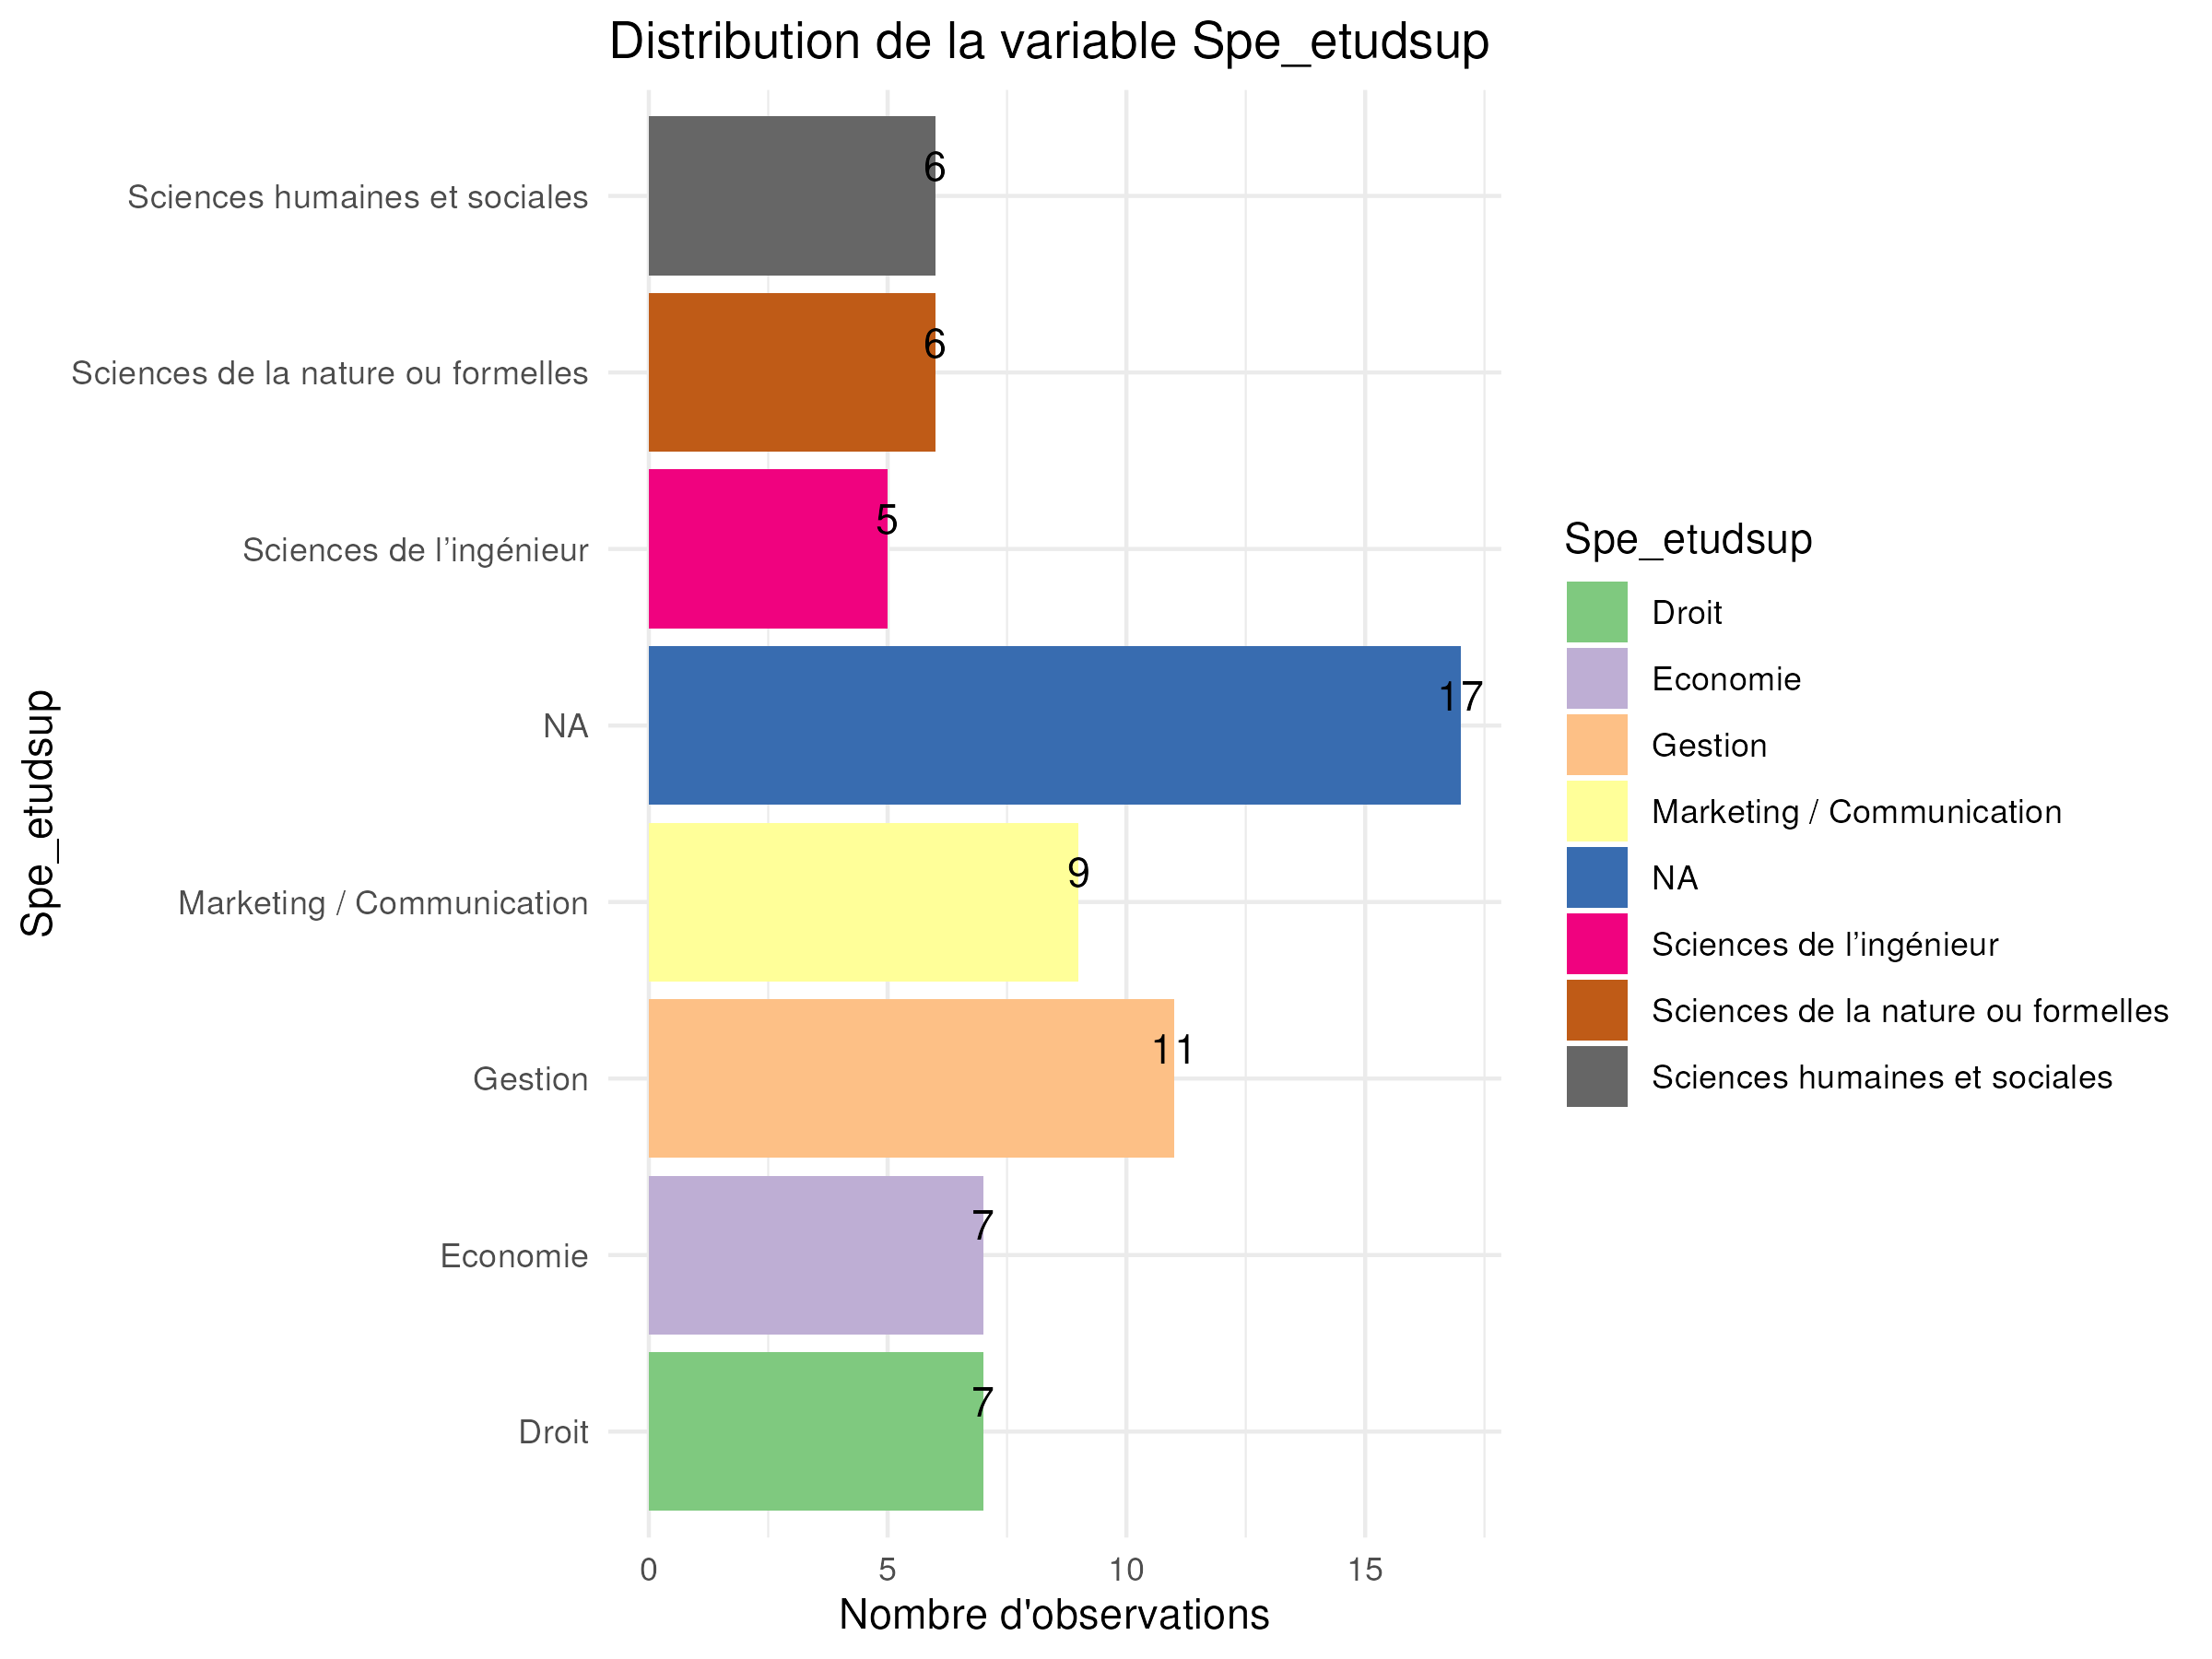 Distribution de la variable Spe_etudsup
Spe_etudsup
Sciences humaines et sociales
6
Sciences de la nature ou formelles
6
Sciences de l’ingénieur
5
NA
17
Marketing / Communication
9
Gestion
11
Economie
7
Droit
7
0 5 10 15
Nombre d'observations
Spe_etudsup
Droit
Economie
Gestion
Marketing / Communication
NA
Sciences de l’ingénieur
Sciences de la nature ou formelles
Sciences humaines et sociales